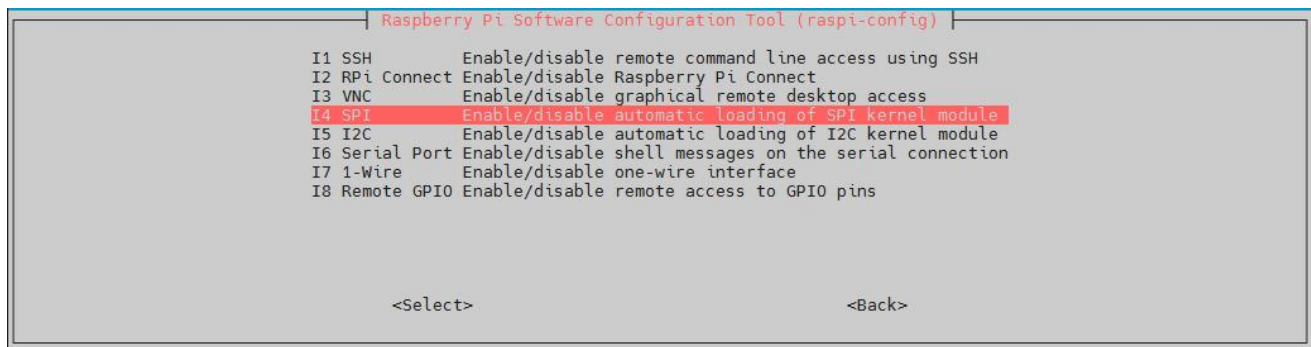 Raspberry Pi Software Configuration Tool (raspi-config)
I1 SSH Enable/disable remote command line access using SSH
I2 RPi Connect Enable/disable Raspberry Pi Connect
I3 VNC Enable/disable graphical remote desktop access
I4 SPI Enable/disable automatic loading of SPI kernel module
I5 I2C Enable/disable automatic loading of I2C kernel module
I6 Serial Port Enable/disable shell messages on the serial connection
I7 1-Wire Enable/disable one-wire interface
I8 Remote GPIO Enable/disable remote access to GPIO pins
<Select> <Back>